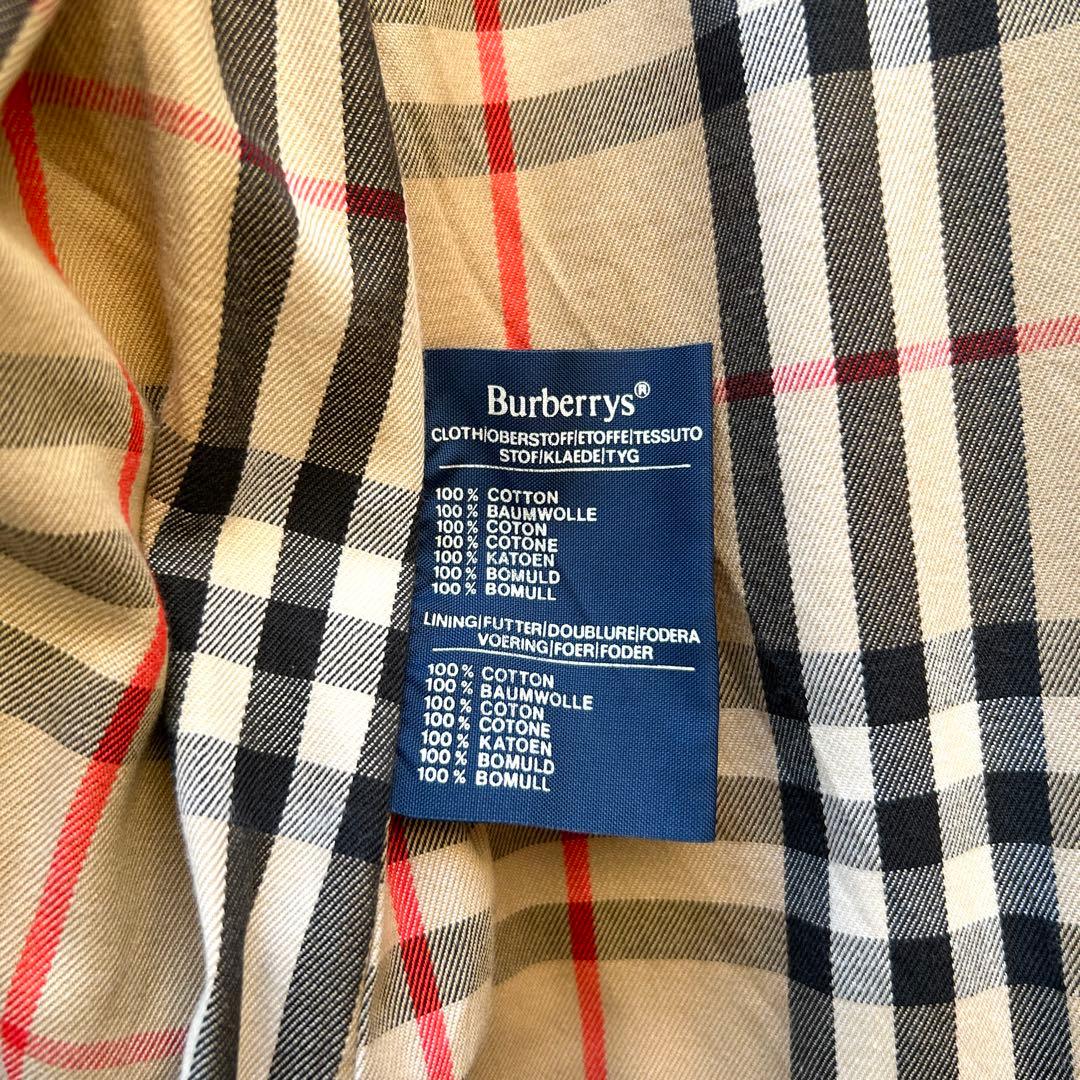 Burberrys®
CLOTH|OBERSTOFF|ETOFFE|TESSUTO
STOF|KLAEDE|TYG
100% COTTON
100% BAUMWOLLE
100% COTON
100% COTONE
100% KATOEN
100% BOMULD
100% BOMULL
LINING|FUTTER|DOUBLURE|FODERA
VOERING|FOER|FODER
100% COTTON
100% BAUMWOLLE
100% COTON
100% COTONE
100% KATOEN
100% BOMULD
100% BOMULL